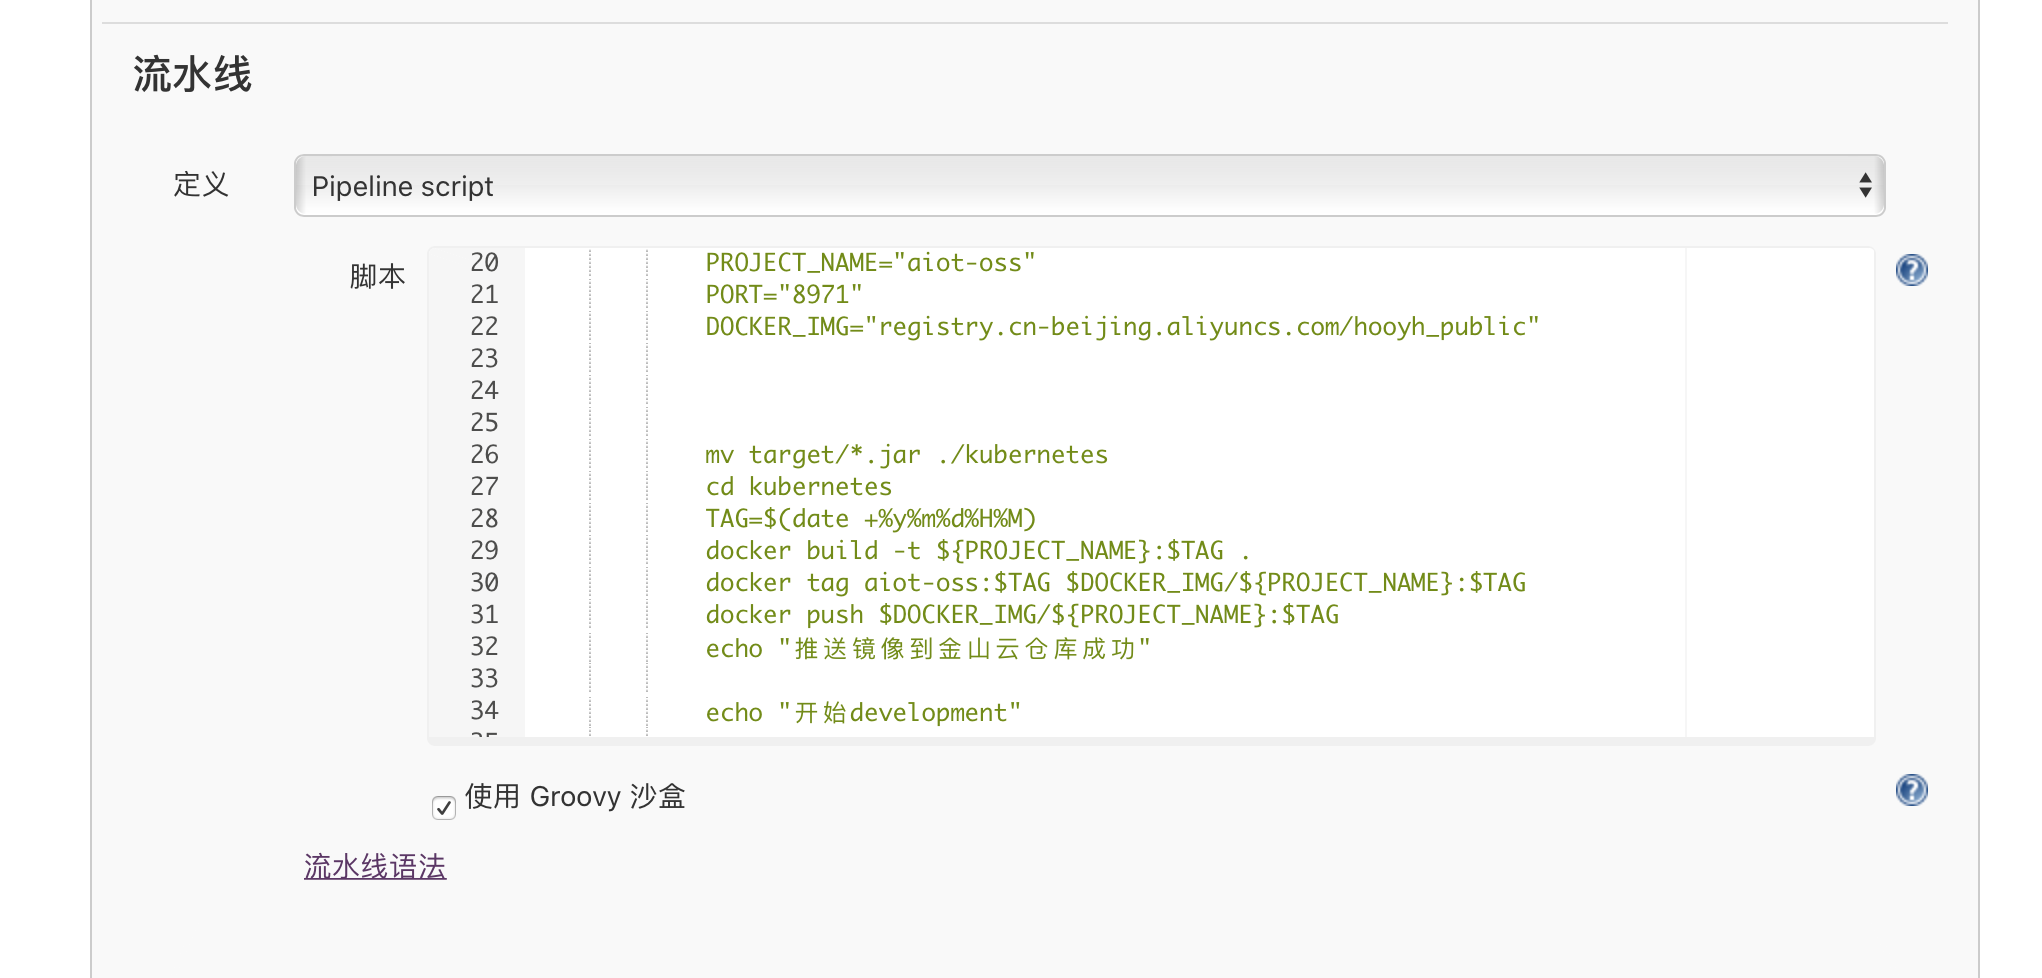 流水线
定义
Pipeline script
脚本
20 PROJECT_NAME="aiot-oss"
21 PORT="8971"
22 DOCKER_IMG="registry.cn-beijing.aliyuncs.com/hooyh_public"
23
24
25
26 mv target/*.jar ./kubernetes
27 cd kubernetes
28 TAG=$(date +%y%m%d%H%M)
29 docker build -t ${PROJECT_NAME}:$TAG .
30 docker tag aiot-oss:$TAG $DOCKER_IMG/${PROJECT_NAME}:$TAG
31 docker push $DOCKER_IMG/${PROJECT_NAME}:$TAG
32 echo "推送镜像到金山云仓库成功"
33
34 echo "开始development"
使用 Groovy 沙盒
流水线语法